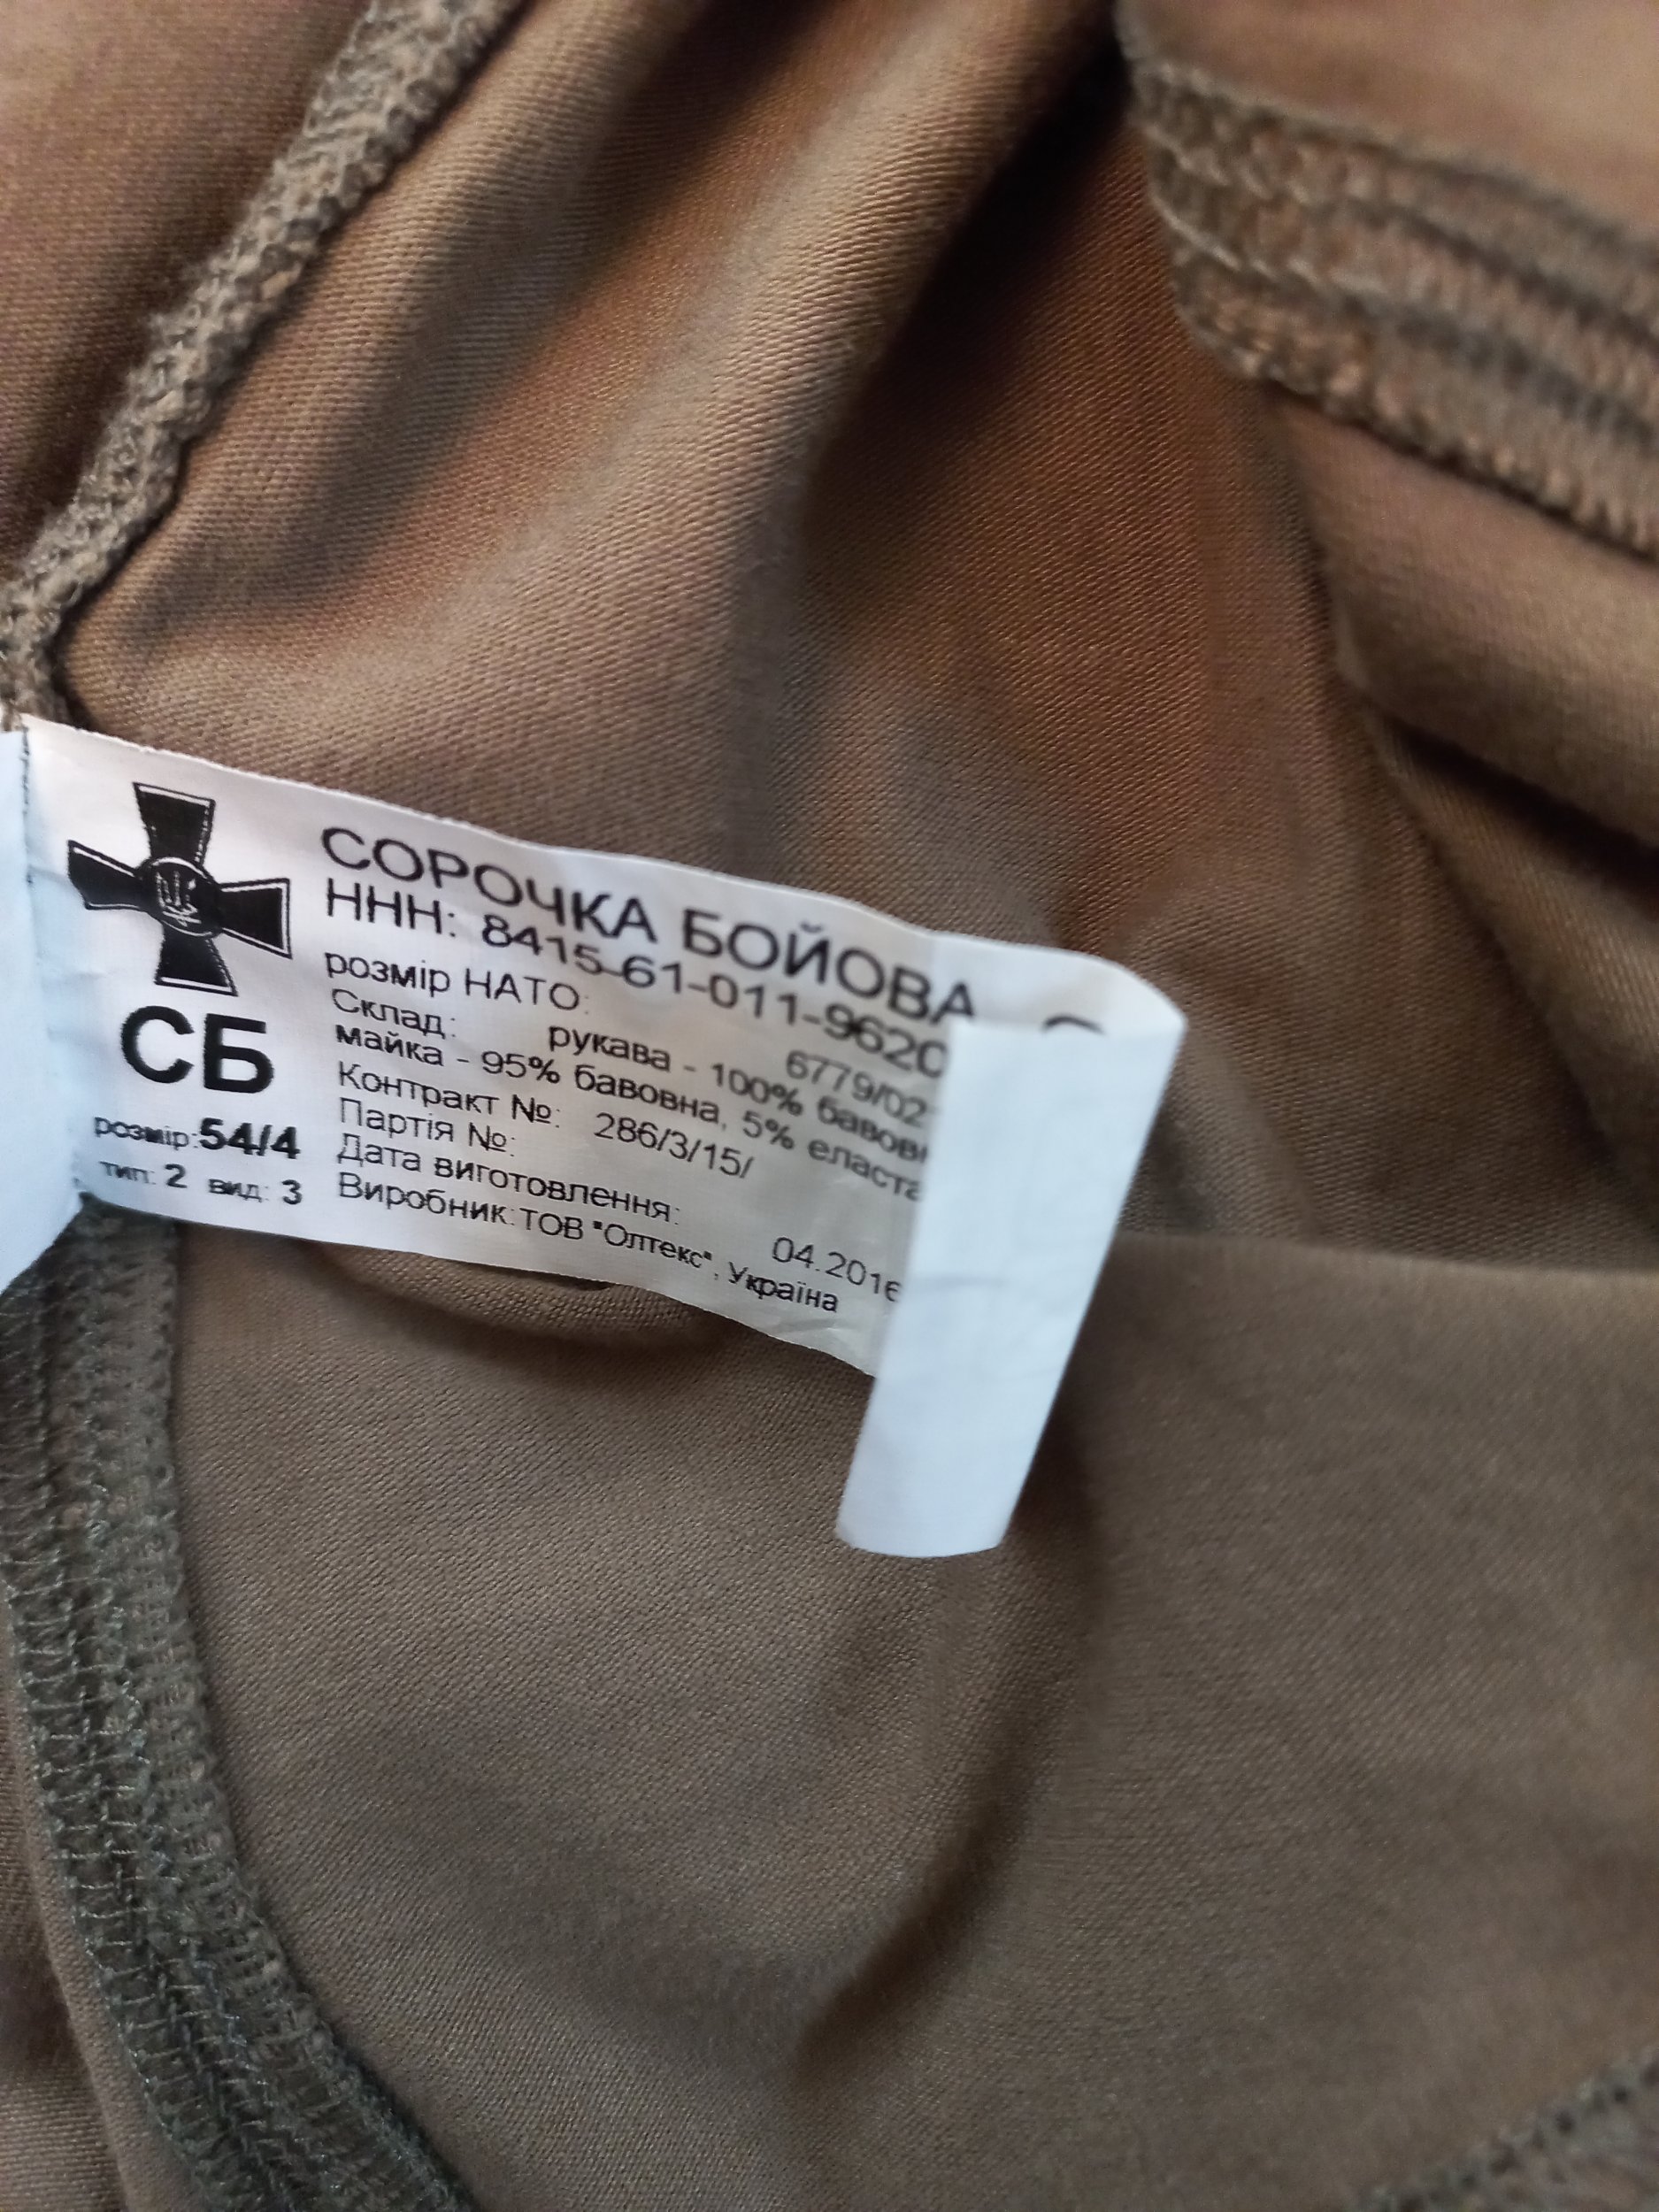 СОРОЧКА БОЙОВА
ННН: 8415-61-011-9620
розмір НАТО: 6779/02
Склад: рукава - 100% бавов
майка - 95% бавовна, 5% еласта
Контракт №: 286/3/15/
Партія №:
Дата виготовлення: 04.2016
Виробник: ТОВ "Олтекс", Україна
СБ
розмір: 54/4
тип: 2 вид: 3